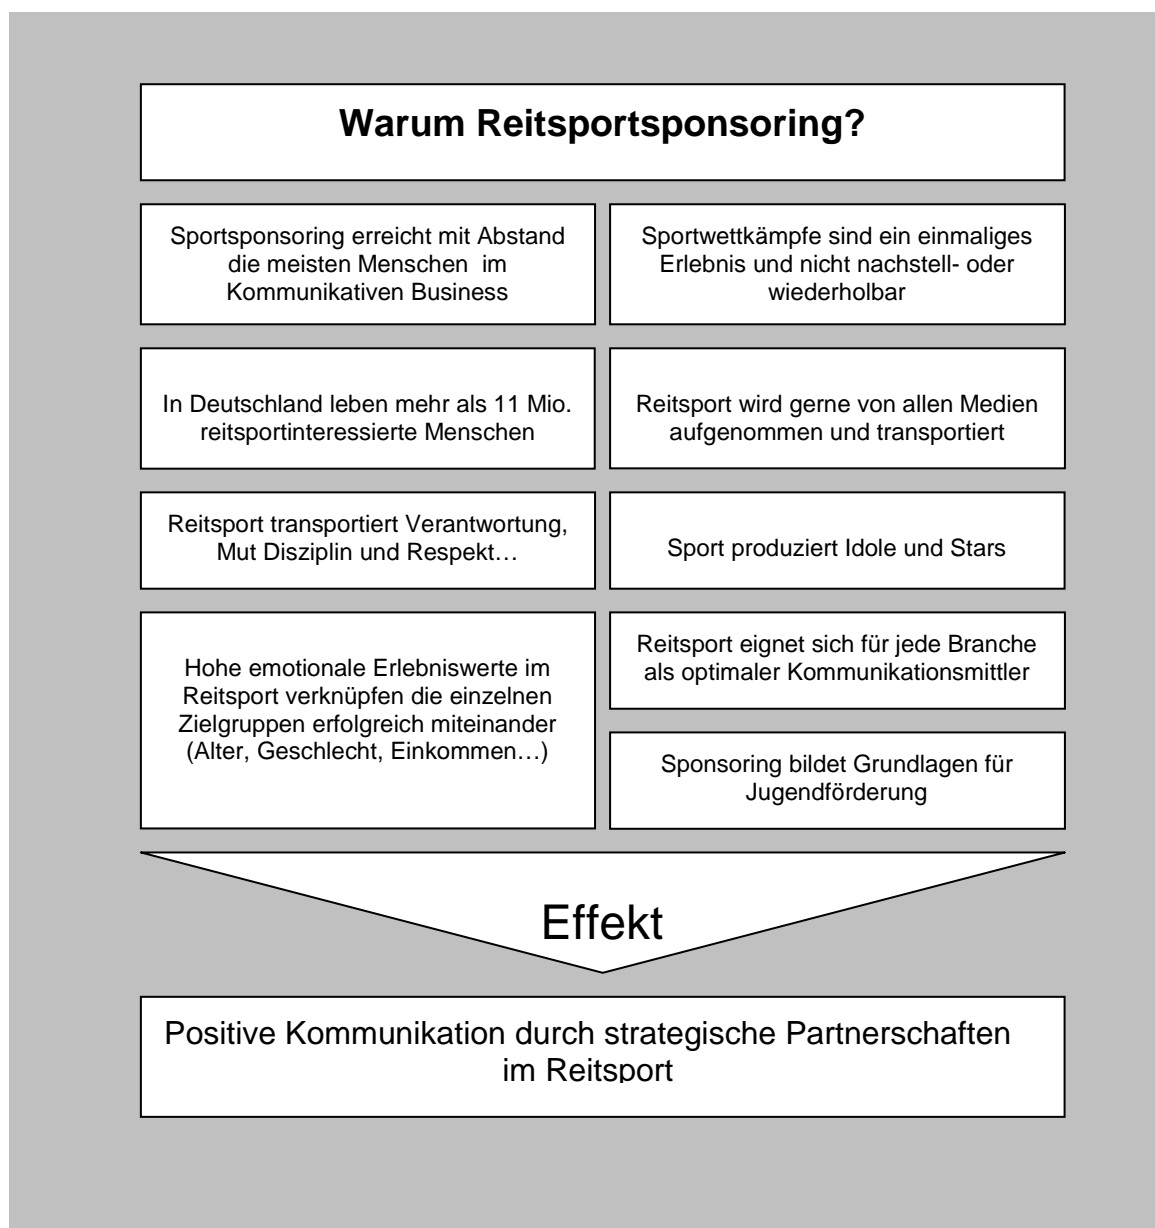 Warum Reitsportsponsoring?
Sportsponsoring erreicht mit Abstand
die meisten Menschen  im
Kommunikativen Business
Sportwettkämpfe sind ein einmaliges
Erlebnis und nicht nachstell- oder
wiederholbar
In Deutschland leben mehr als 11 Mio.
reitsportinteressierte Menschen
Reitsport wird gerne von allen Medien
aufgenommen und transportiert
Reitsport transportiert Verantwortung,
Mut Disziplin und Respekt…
Sport produziert Idole und Stars
Hohe emotionale Erlebniswerte im
Reitsport verknüpfen die einzelnen
Zielgruppen erfolgreich miteinander
(Alter, Geschlecht, Einkommen…)
Reitsport eignet sich für jede Branche
als optimaler Kommunikationsmittler
Sponsoring bildet Grundlagen für
Jugendförderung
Effekt
Positive Kommunikation durch strategische Partnerschaften
im Reitsport